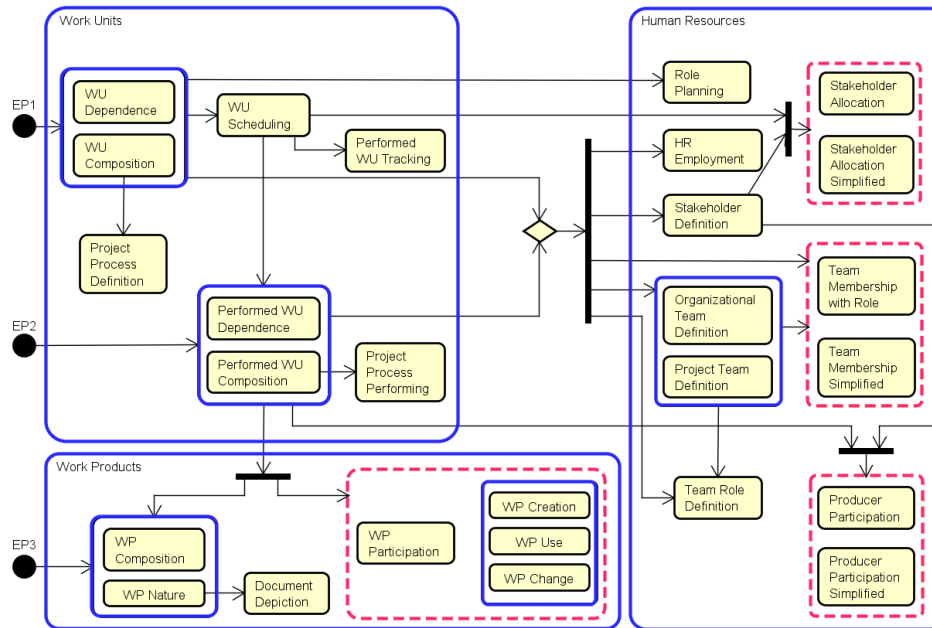 Work Units
EP1
WU
Dependence
WU
Composition
WU
Scheduling
Performed
WU Tracking
Project
Process
Definition
EP2
Performed WU
Dependence
Performed WU
Composition
Project
Process
Performing
Human Resources
Role
Planning
HR
Employment
Stakeholder
Definition
Stakeholder
Allocation
Stakeholder
Allocation
Simplified
Organizational
Team
Definition
Project Team
Definition
Team
Membership
with Role
Team
Membership
Simplified
Team Role
Definition
Producer
Participation
Producer
Participation
Simplified
Work Products
EP3
WP
Composition
WP Nature
Document
Depiction
WP
Participation
WP Creation
WP Use
WP Change